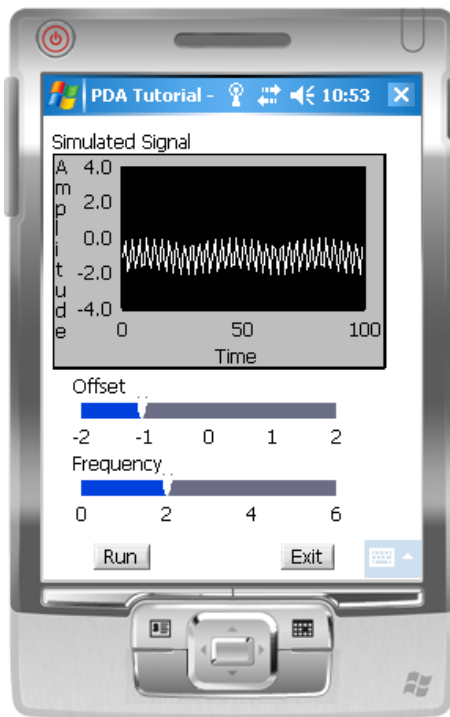 PDA Tutorial - 10:53
Simulated Signal
Amplitude
4.0
2.0
0.0
-2.0
-4.0
0 50 100
Time
Offset
-2 -1 0 1 2
Frequency
0 2 4 6
Run Exit